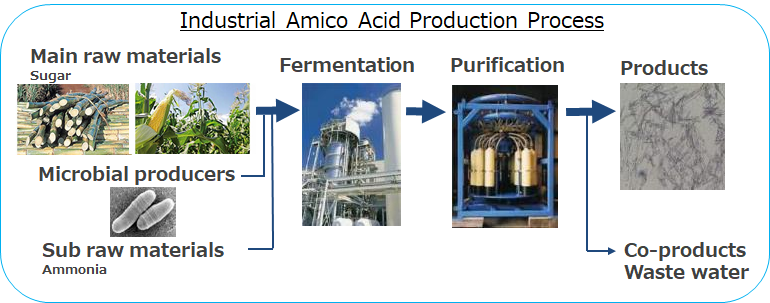 Industrial Amico Acid Production Process
Main raw materials
Sugar
Fermentation
Purification
Products
Microbial producers
Sub raw materials
Ammonia
Co-products
Waste water